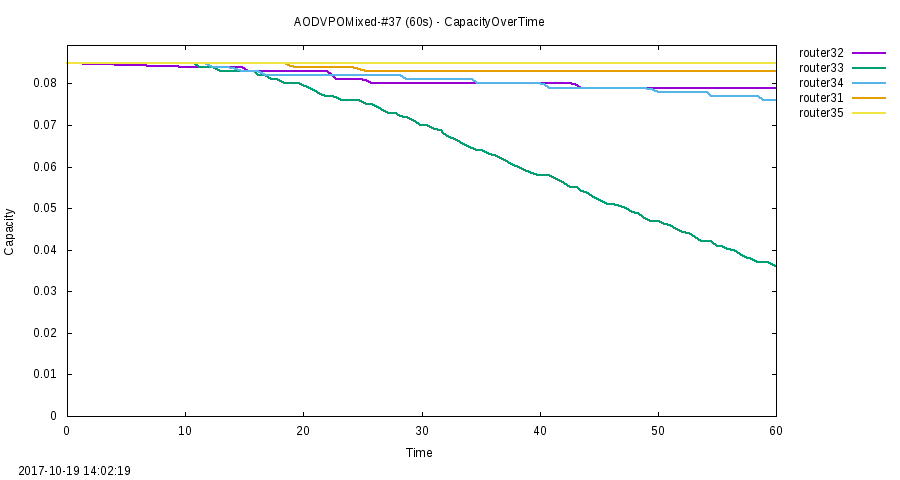 AODVPOMixed-#37 (60s) - CapacityOverTime
router32
router33
router34
router31
router35
0.08
0.07
0.06
0.05
0.04
0.03
0.02
0.01
0
Capacity
0 10 20 30 40 50 60
Time
2017-10-19 14:02:19